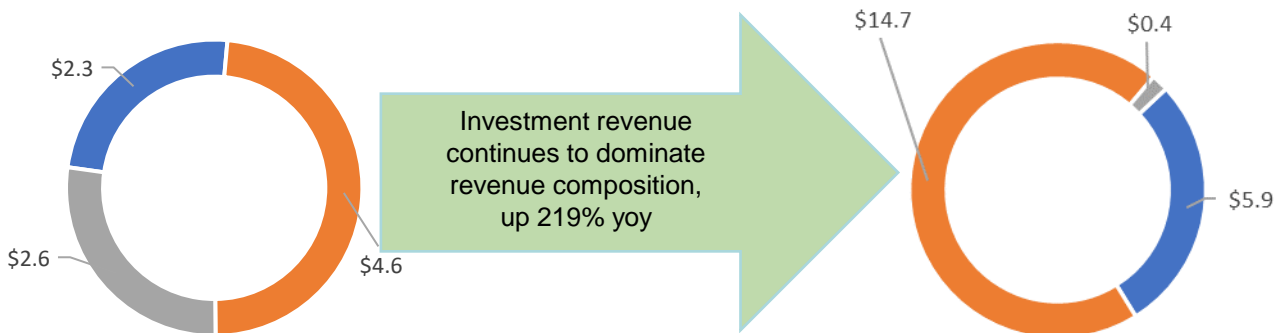 $2.3
$2.6
$4.6
Investment revenue
continues to dominate
revenue composition,
up 219% yoy
$14.7
$0.4
$5.9